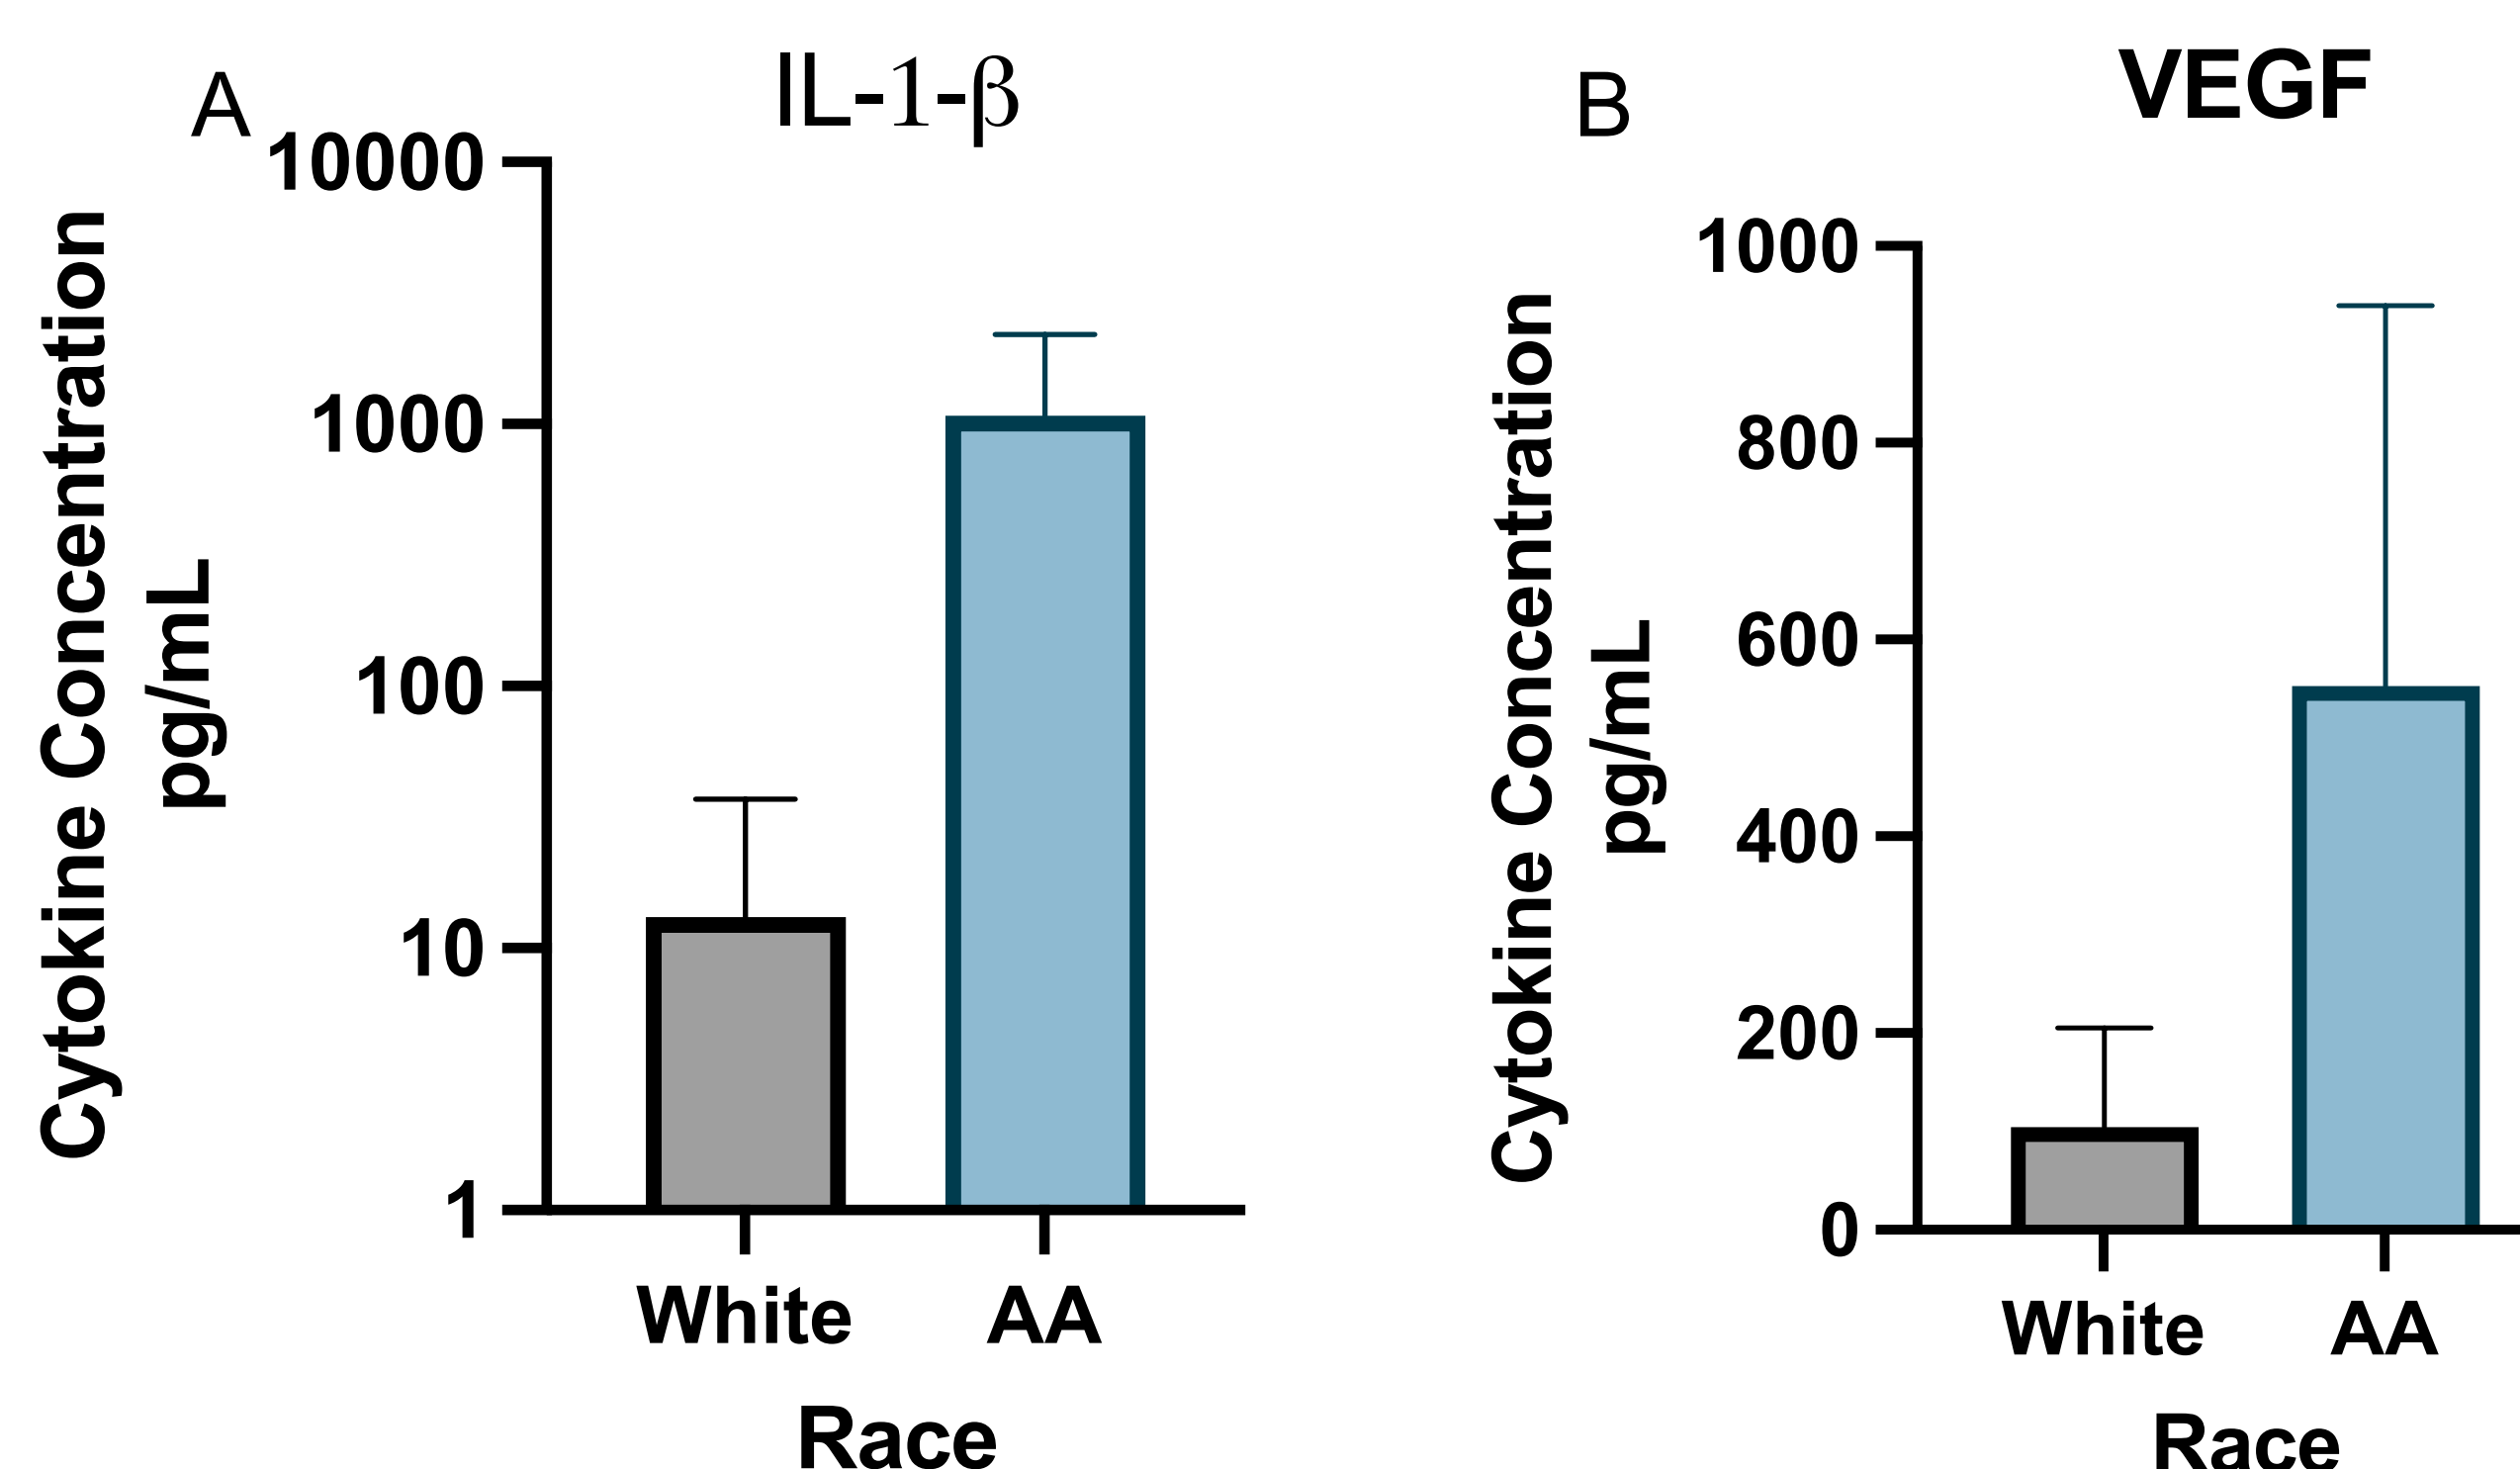 A
IL-1-β
10000
1000
100
10
1
Cytokine Concentration
pg/mL
White
AA
Race
B
VEGF
1000
800
600
400
200
0
Cytokine Concentration
pg/mL
White
AA
Race